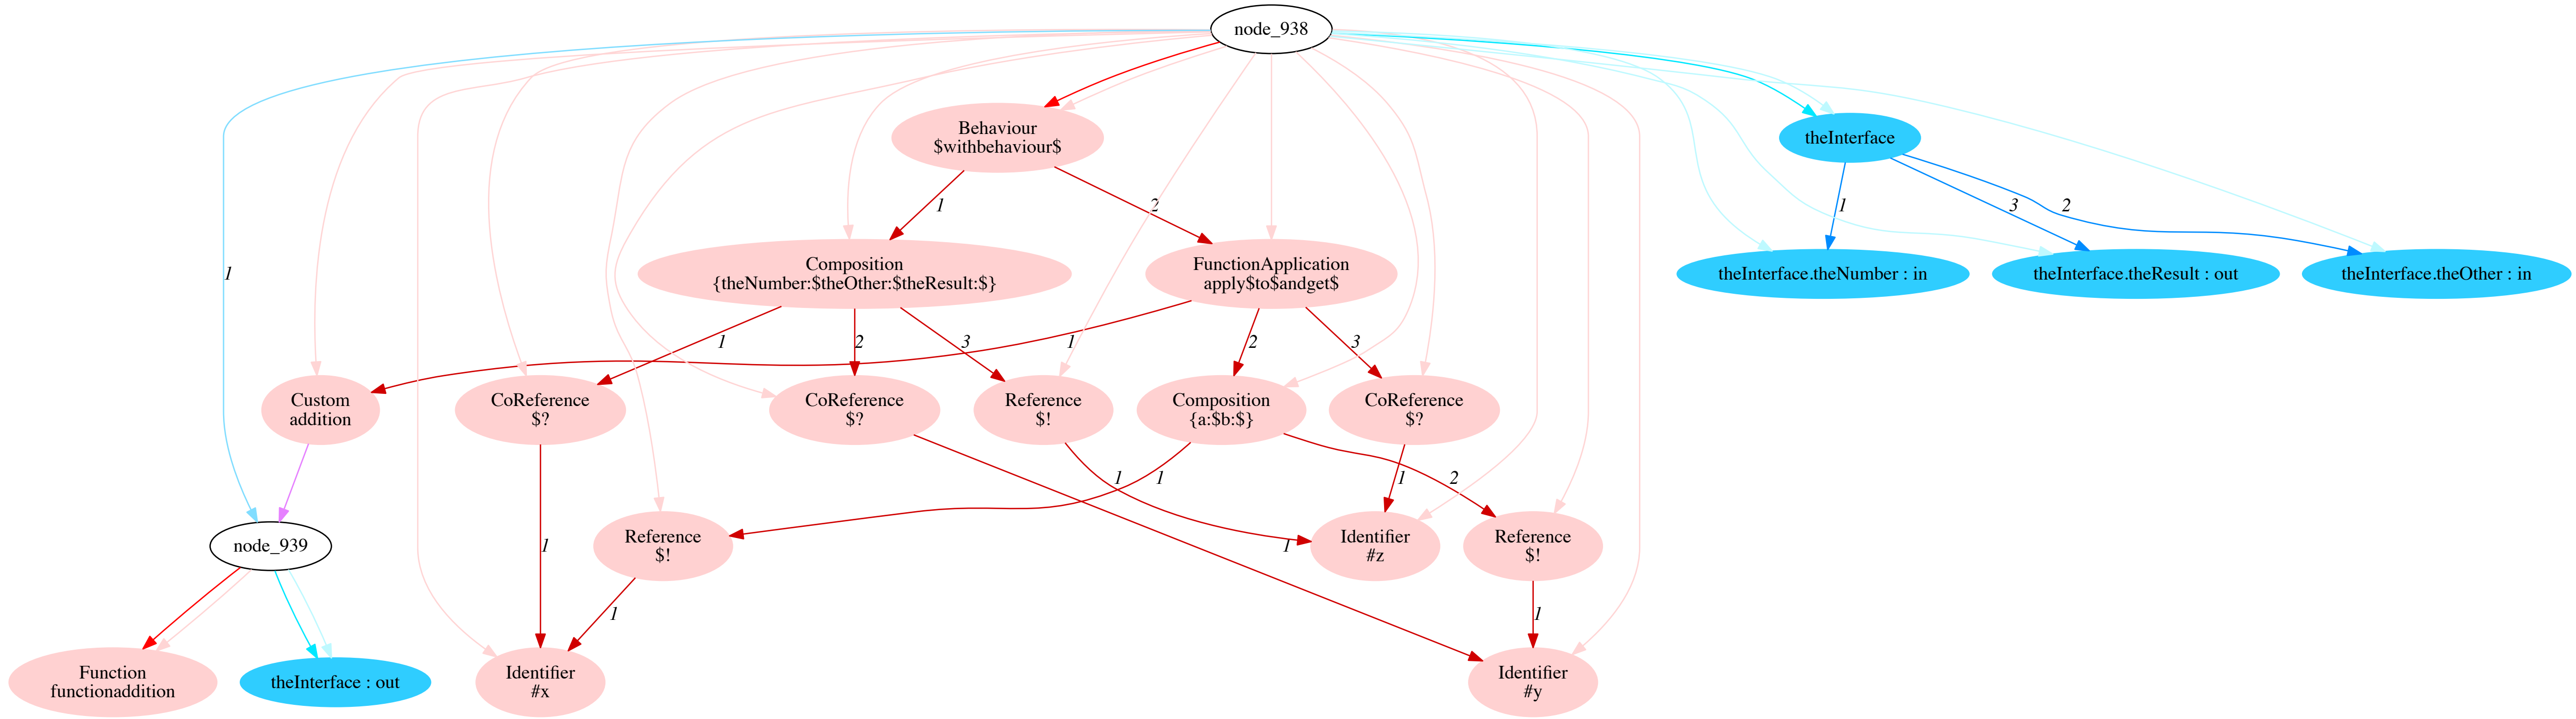 node_938
Behaviour
$withbehaviour$
theInterface
1
2
1
3
2
1
Composition
{theNumber:$theOther:$theResult:$}
FunctionApplication
apply$to$andget$
theInterface.theNumber : in
theInterface.theResult : out
theInterface.theOther : in
1
2
3
1
2
3
Custom
addition
CoReference
$?
CoReference
$?
Reference
$!
Composition
{a:$b:$}
CoReference
$?
1
1
1
2
node_939
1
Reference
$!
1
Identifier
#z
Reference
$!
1
1
Function
functionaddition
theInterface : out
Identifier
#x
Identifier
#y